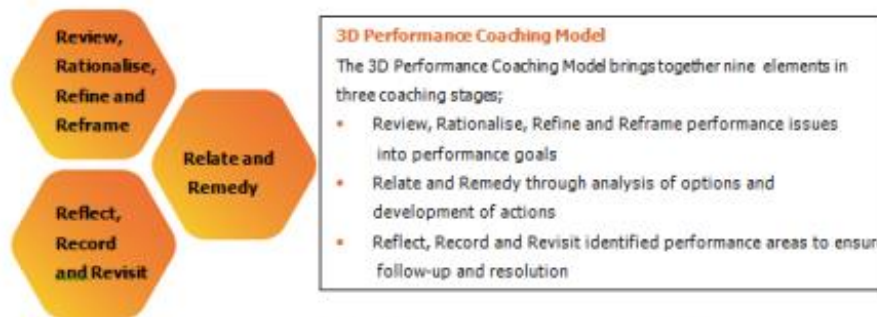 Review,
Rationalise,
Refine and
Reframe
Relate and
Remedy
Reflect,
Record
and Revisit
3D Performance Coaching Model
The 3D Performance Coaching Model brings together nine elements in
three coaching stages;
▪ Review, Rationalise, Refine and Reframe performance issues
into performance goals
▪ Relate and Remedy through analysis of options and
development of actions
▪ Reflect, Record and Revisit identified performance areas to ensure
follow-up and resolution